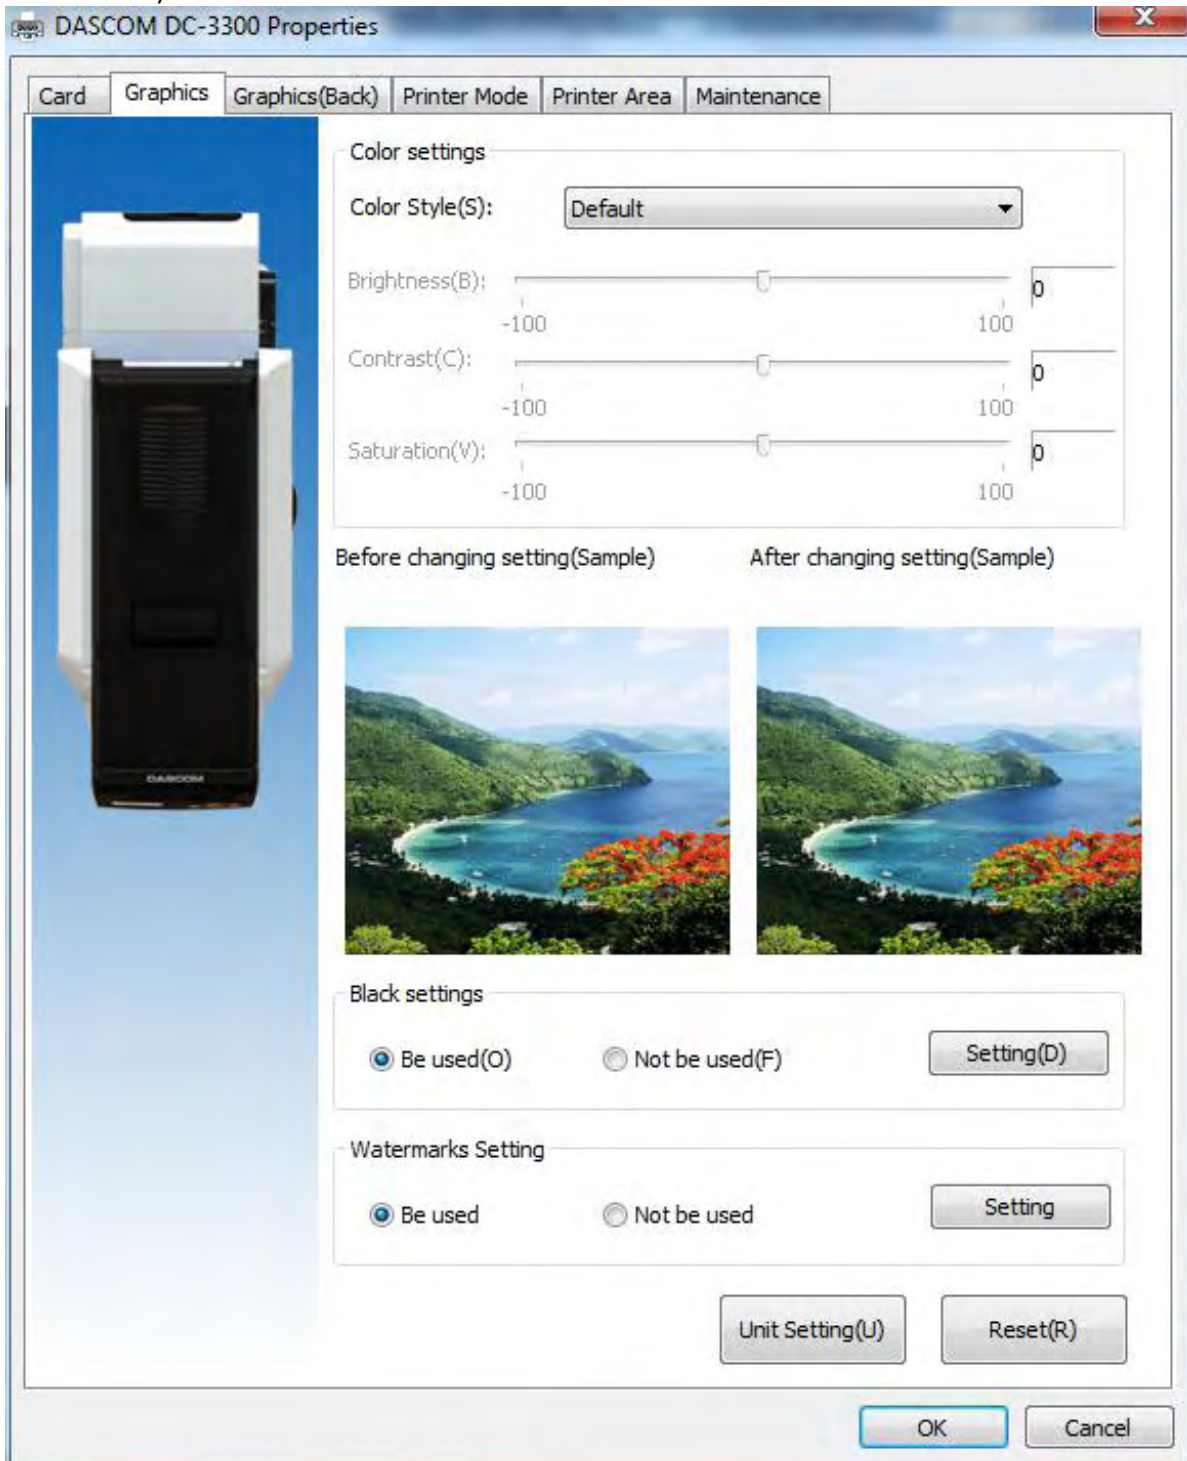 DASCOM DC-3300 Properties
Card Graphics Graphics(Back) Printer Mode Printer Area Maintenance
Color settings
Color Style(S): Default
Brightness(B): 0
-100 100
Contrast(C): 0
-100 100
Saturation(V): 0
-100 100
Before changing setting(Sample) After changing setting(Sample)
DASCOM
Black settings
Be used(O) Not be used(F) Setting(D)
Watermarks Setting
Be used Not be used Setting
Unit Setting(U) Reset(R)
OK Cancel